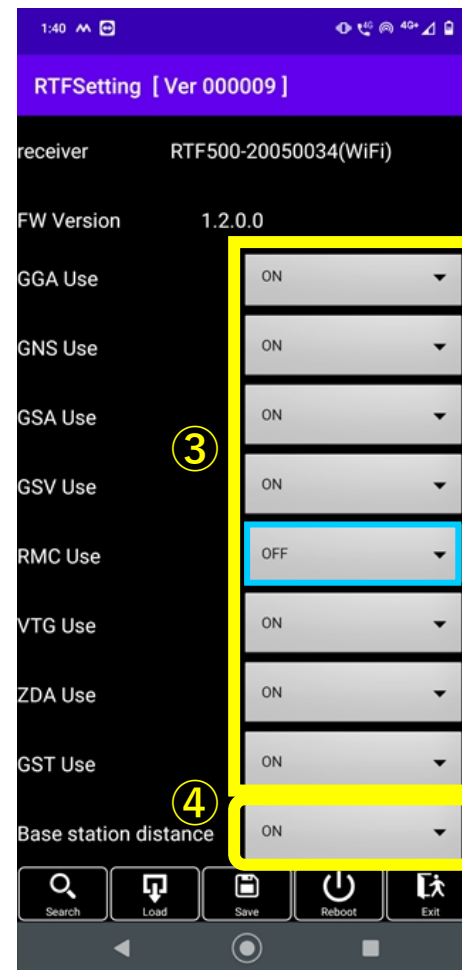 1:40 4G 4G+
RTFSetting [ Ver 000009 ]
receiver RTF500-20050034(WiFi)
FW Version 1.2.0.0
GGA Use ON
GNS Use ON
GSA Use ON
③
GSV Use ON
RMC Use OFF
VTG Use ON
ZDA Use ON
GST Use ON
④
Base station distance ON
Search Load Save Reboot Exit